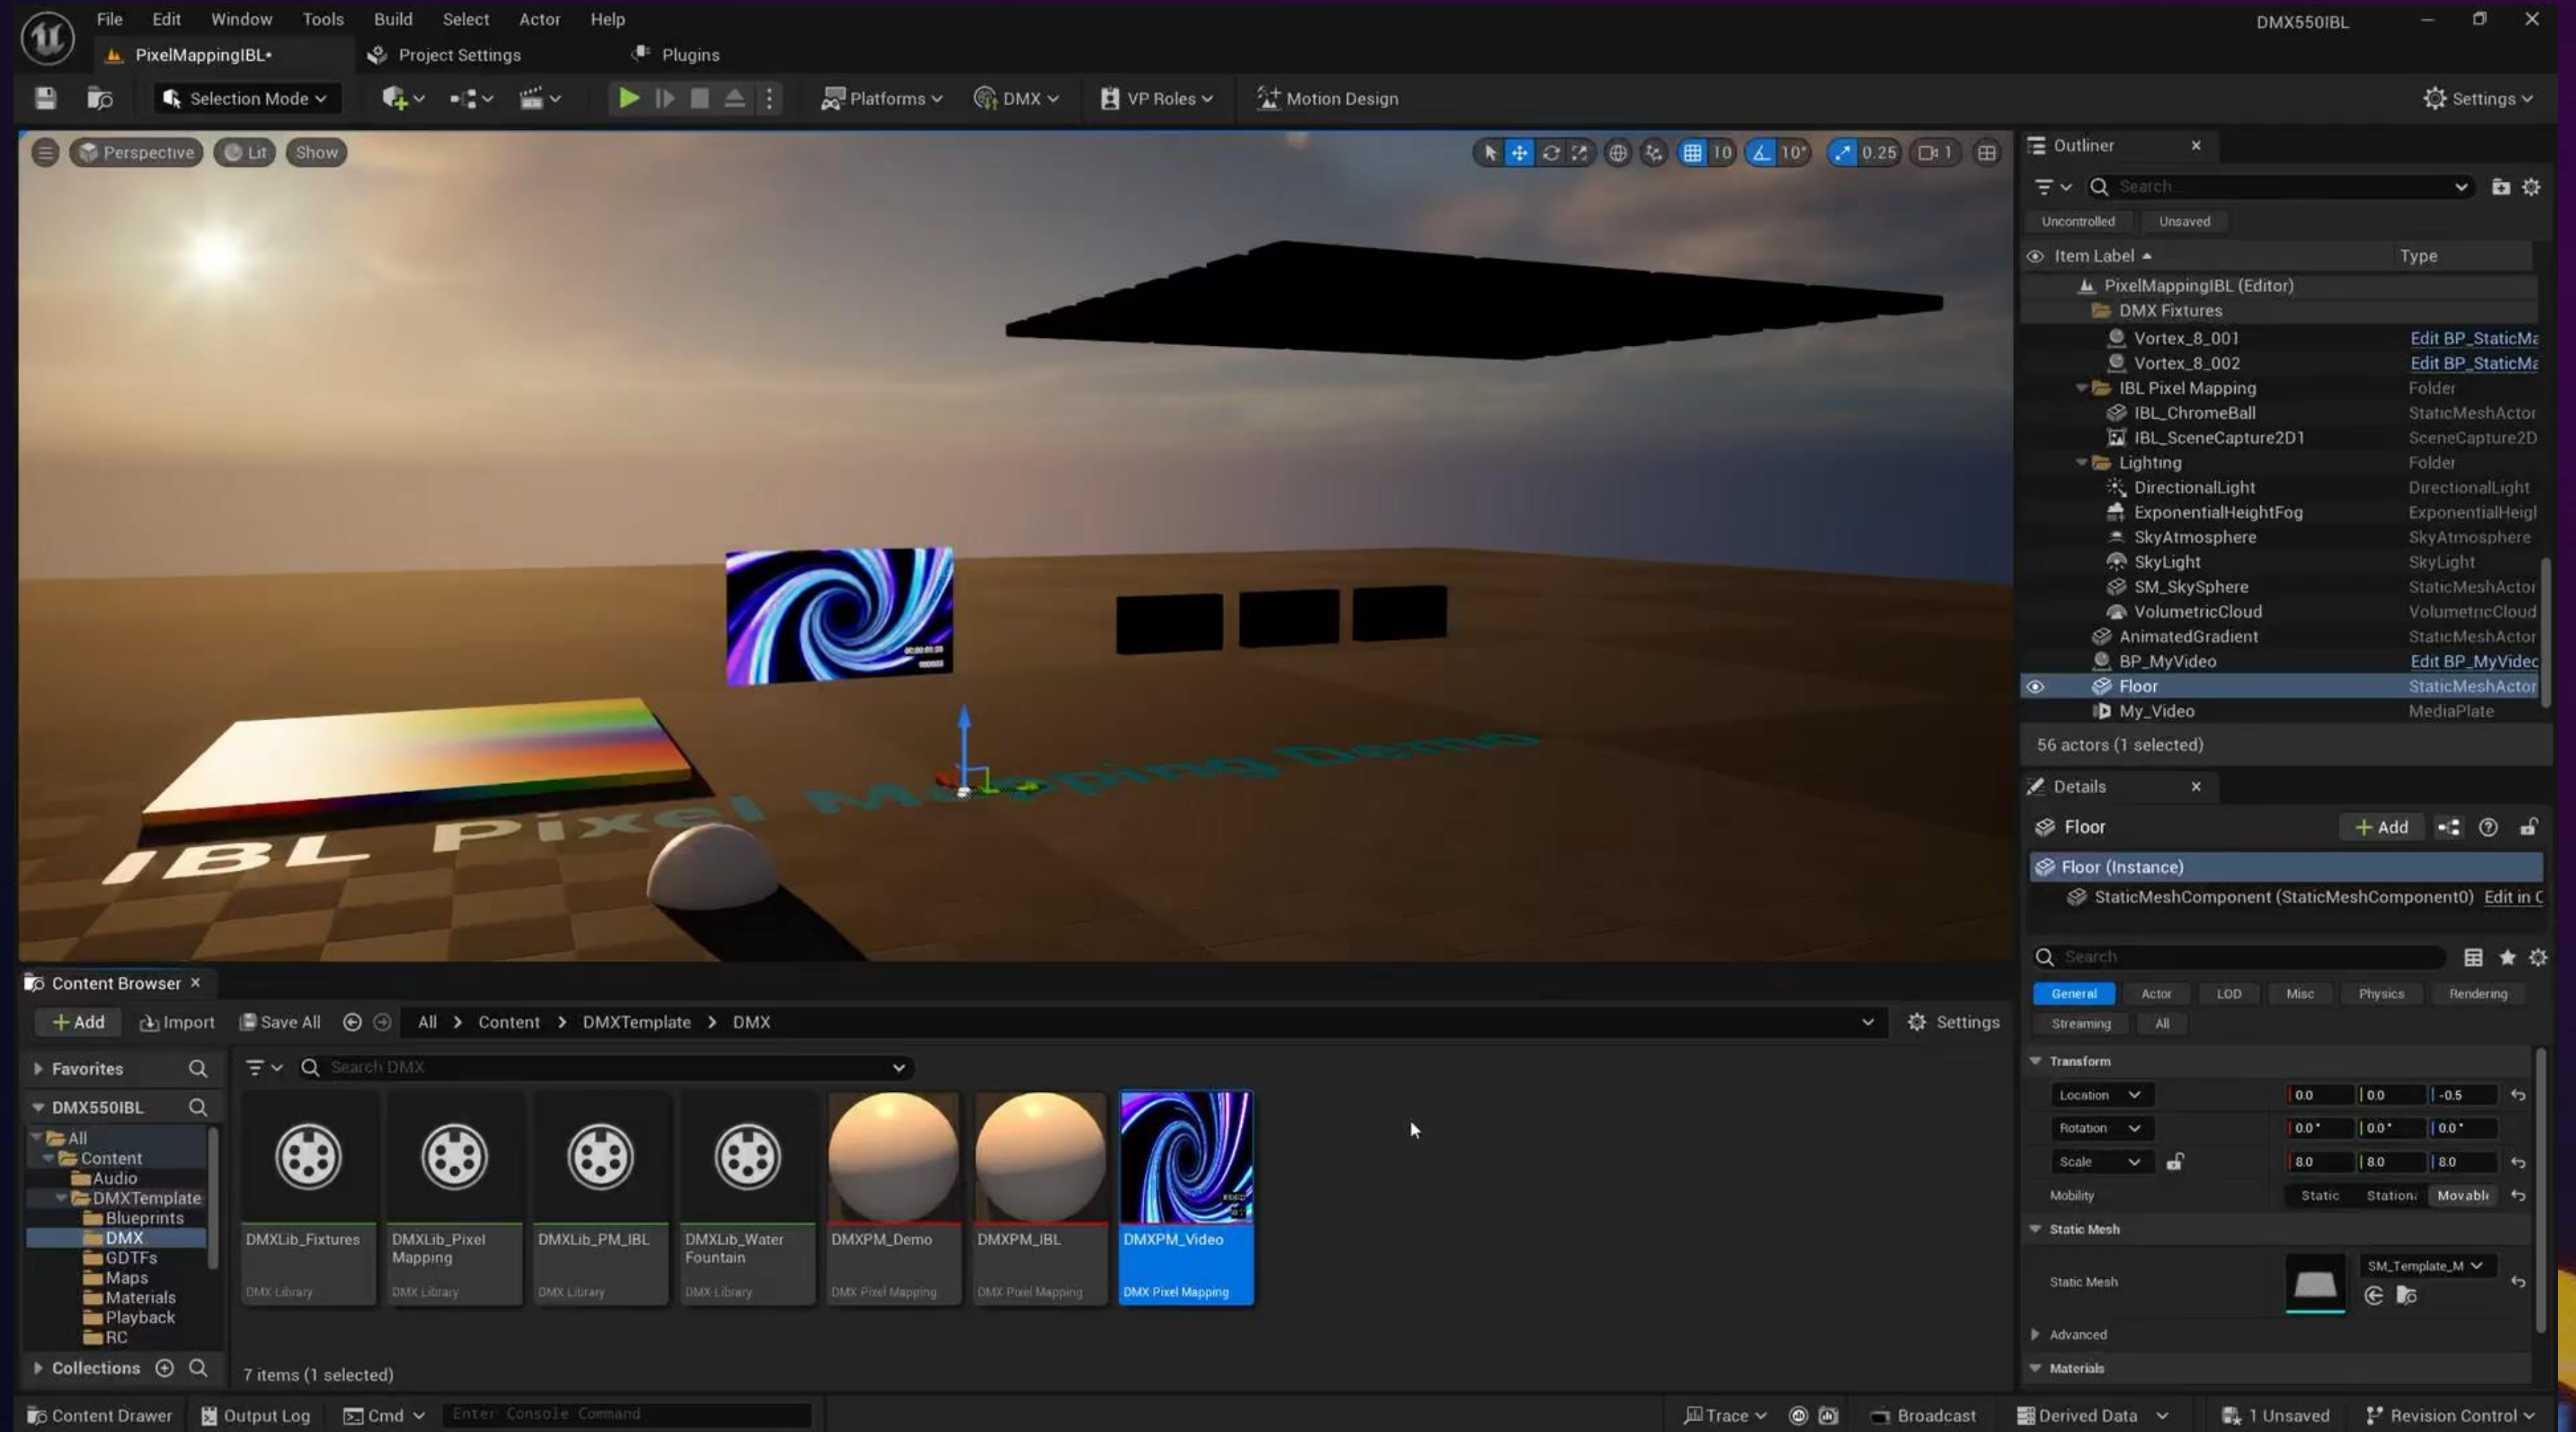 File Edit Window Tools Build Select Actor Help
DMX550IBL
PixelMappingIBL• Project Settings Plugins
Selection Mode
Platforms DMX VP Roles Motion Design Settings
Perspective Lit Show
10 10° 0.25 1
IBL Pixel Mapping Demo
Outliner
Search...
Uncontrolled Unsaved
Item Label Type
PixelMappingIBL (Editor)
DMX Fixtures
Vortex_8_001 Edit BP_StaticMa
Vortex_8_002 Edit BP_StaticMa
IBL Pixel Mapping Folder
IBL_ChromeBall StaticMeshActor
IBL_SceneCapture2D1 SceneCapture2D
Lighting Folder
DirectionalLight DirectionalLight
ExponentialHeightFog ExponentialHeigh
SkyAtmosphere SkyAtmosphere
SkyLight SkyLight
SM_SkySphere StaticMeshActor
VolumetricCloud VolumetricCloud
AnimatedGradient StaticMeshActor
BP_MyVideo Edit BP_MyVideo
Floor StaticMeshActor
My_Video MediaPlate
56 actors (1 selected)
Details
Floor + Add
Floor (Instance)
StaticMeshComponent (StaticMeshComponent0) Edit in C
Search
General Actor LOD Misc Physics Rendering
Streaming All
Transform
Location 0.0 0.0 -0.5
Rotation 0.0° 0.0° 0.0°
Scale 8.0 8.0 8.0
Mobility Static Station: Movable
Static Mesh
Static Mesh SM_Template_M
Advanced
Materials
Content Browser
+ Add Import Save All All > Content > DMXTemplate > DMX Settings
Favorites
Search DMX
DMX550IBL
All
Content
Audio
DMXTemplate
Blueprints
DMX
GDTFs
Maps
Materials
Playback
RC
Collections
DMXLib_Fixtures
DMX Library
DMXLib_Pixel
Mapping
DMX Library
DMXLib_PM_IBL
DMX Library
DMXLib_Water
Fountain
DMX Library
DMXPM_Demo
DMX Pixel Mapping
DMXPM_IBL
DMX Pixel Mapping
DMXPM_Video
DMX Pixel Mapping
7 items (1 selected)
Content Drawer Output Log Cmd Enter Console Command Trace Broadcast Derived Data 1 Unsaved Revision Control